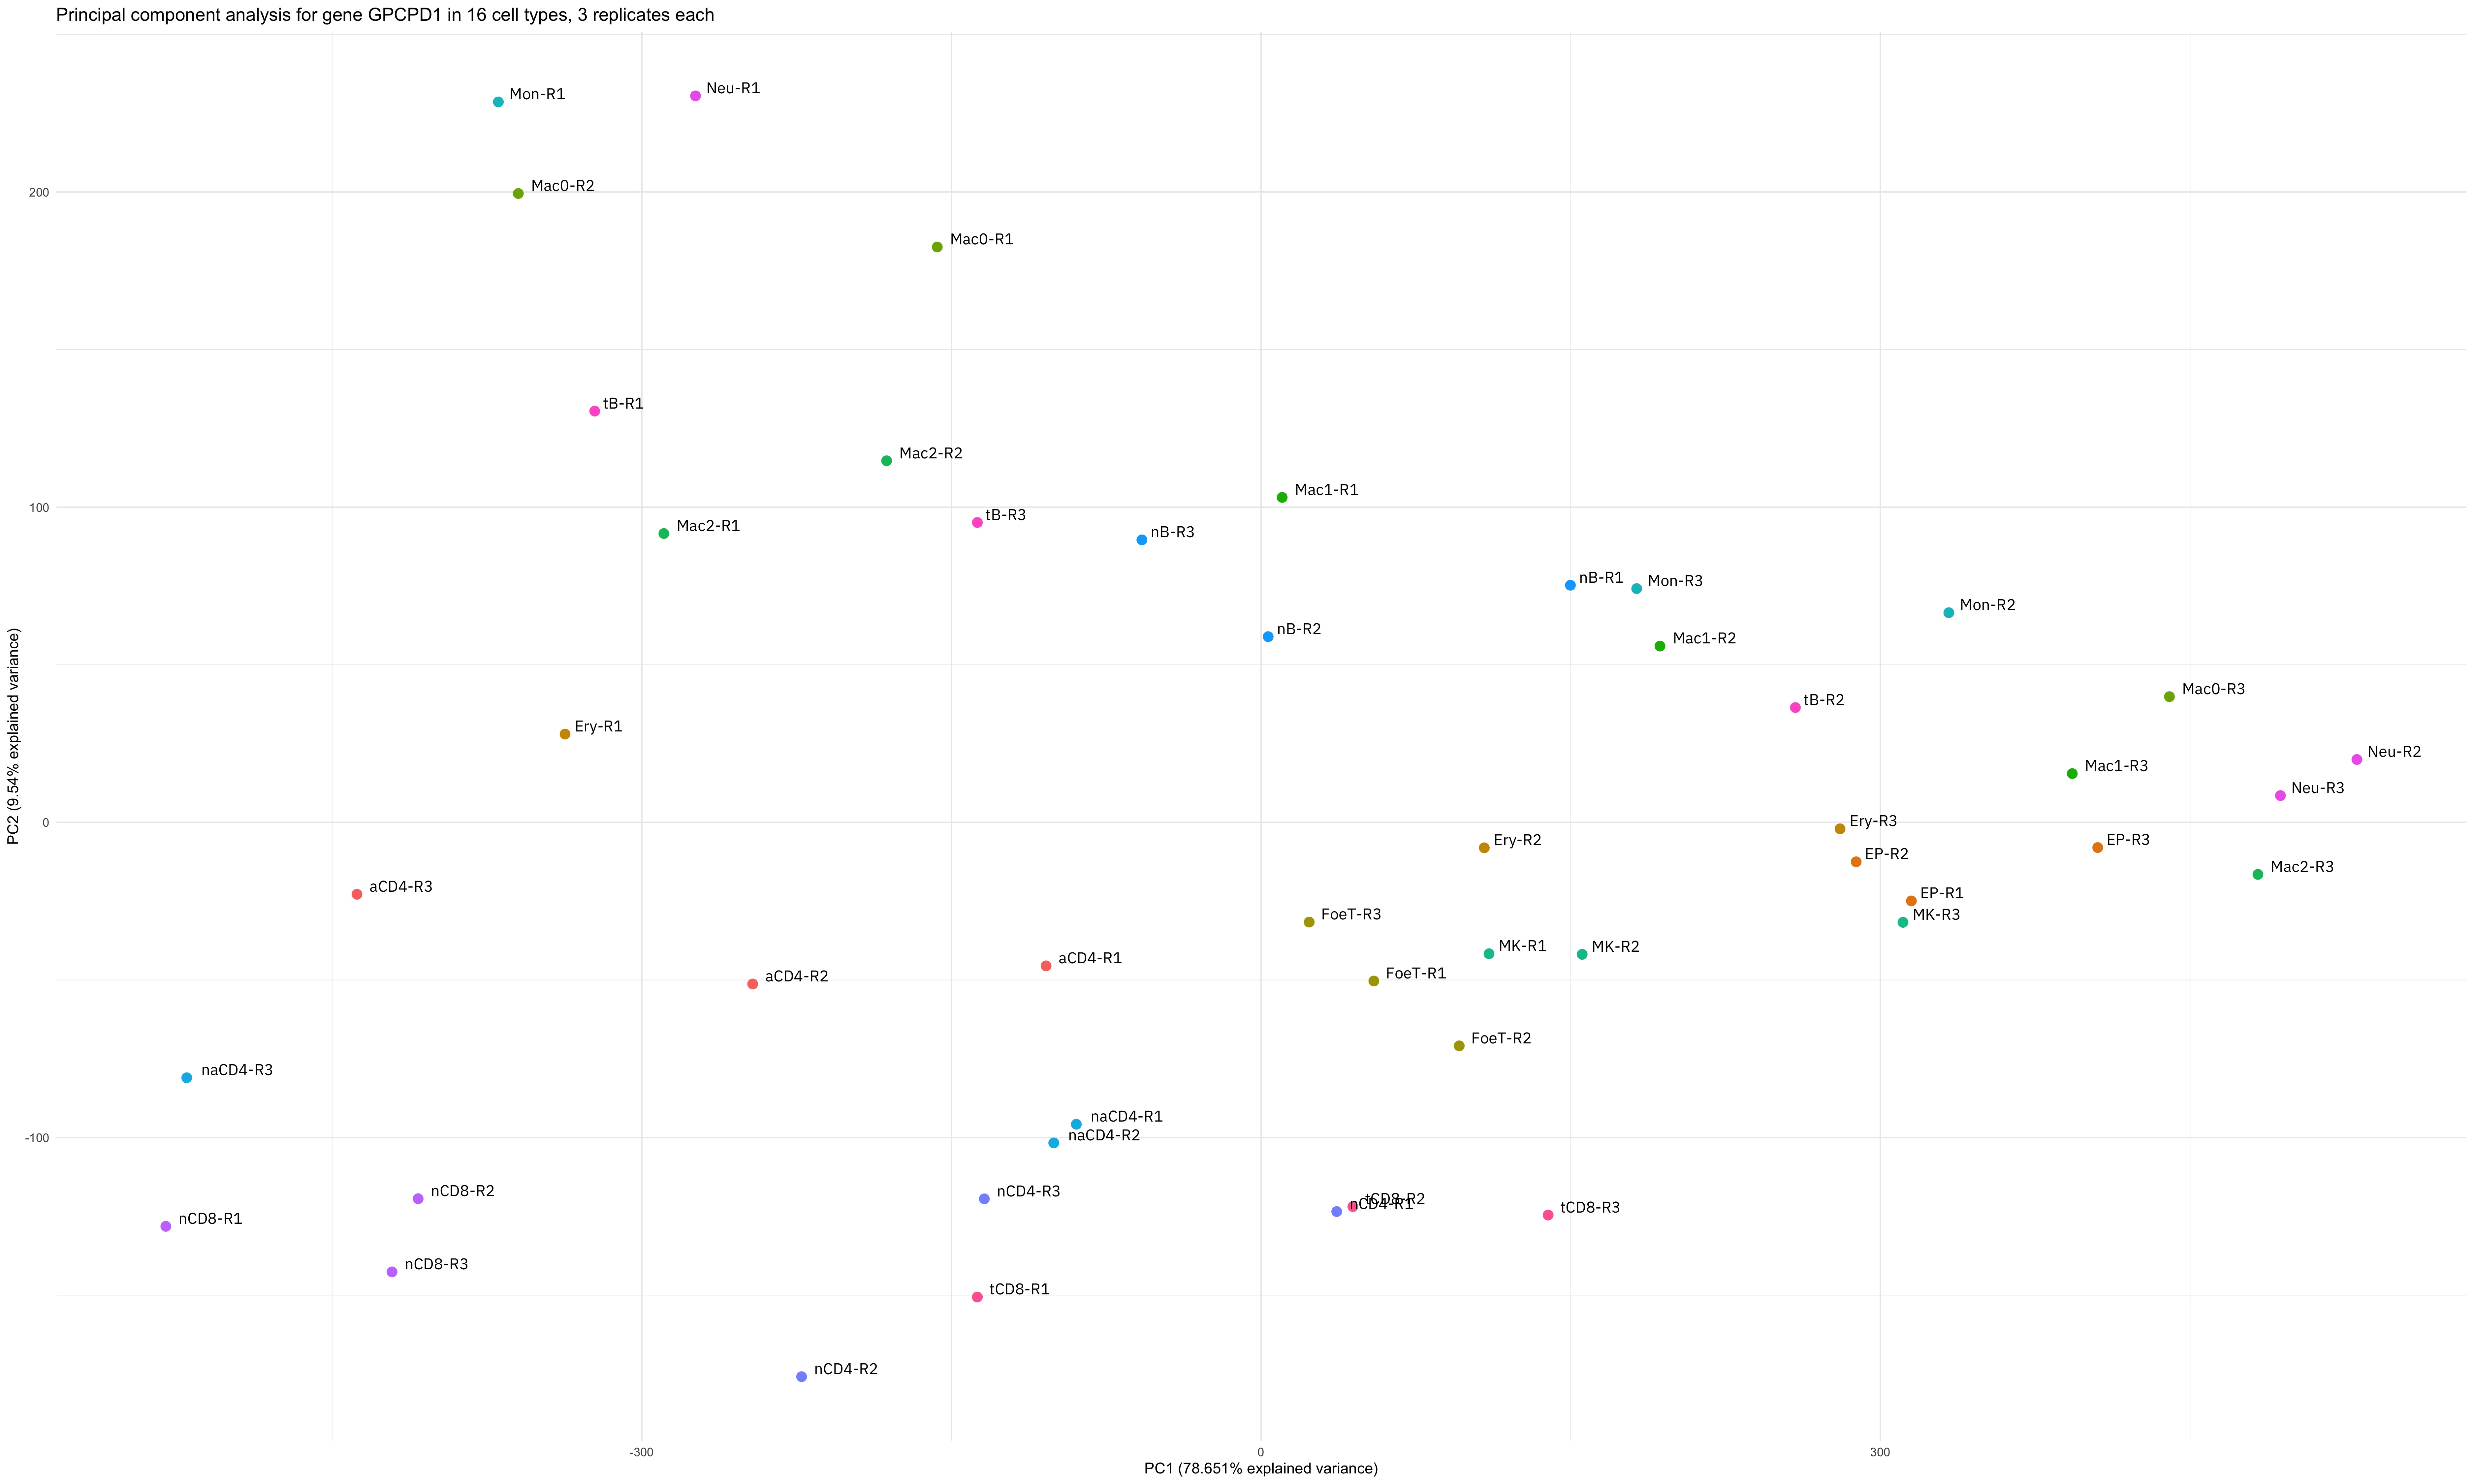 Principal component analysis for gene GPCPD1 in 16 cell types, 3 replicates each
Mon-R1
Neu-R1
Mac0-R2
200
Mac0-R1
tB-R1
Mac2-R2
Mac1-R1
100
tB-R3
Mac2-R1
nB-R3
nB-R1
Mon-R3
Mon-R2
nB-R2
Mac1-R2
Mac0-R3
tB-R2
Ery-R1
Neu-R2
Mac1-R3
Neu-R3
PC2 (9.54% explained variance)
0
Ery-R3
Ery-R2
EP-R3
EP-R2
Mac2-R3
aCD4-R3
EP-R1
FoeT-R3
MK-R3
MK-R1
MK-R2
aCD4-R1
FoeT-R1
aCD4-R2
FoeT-R2
naCD4-R3
naCD4-R1
naCD4-R2
-100
nCD8-R2
nCD4-R3
tCD8-R2
nCD4-R1
tCD8-R3
nCD8-R1
nCD8-R3
tCD8-R1
nCD4-R2
-300
0
300
PC1 (78.651% explained variance)